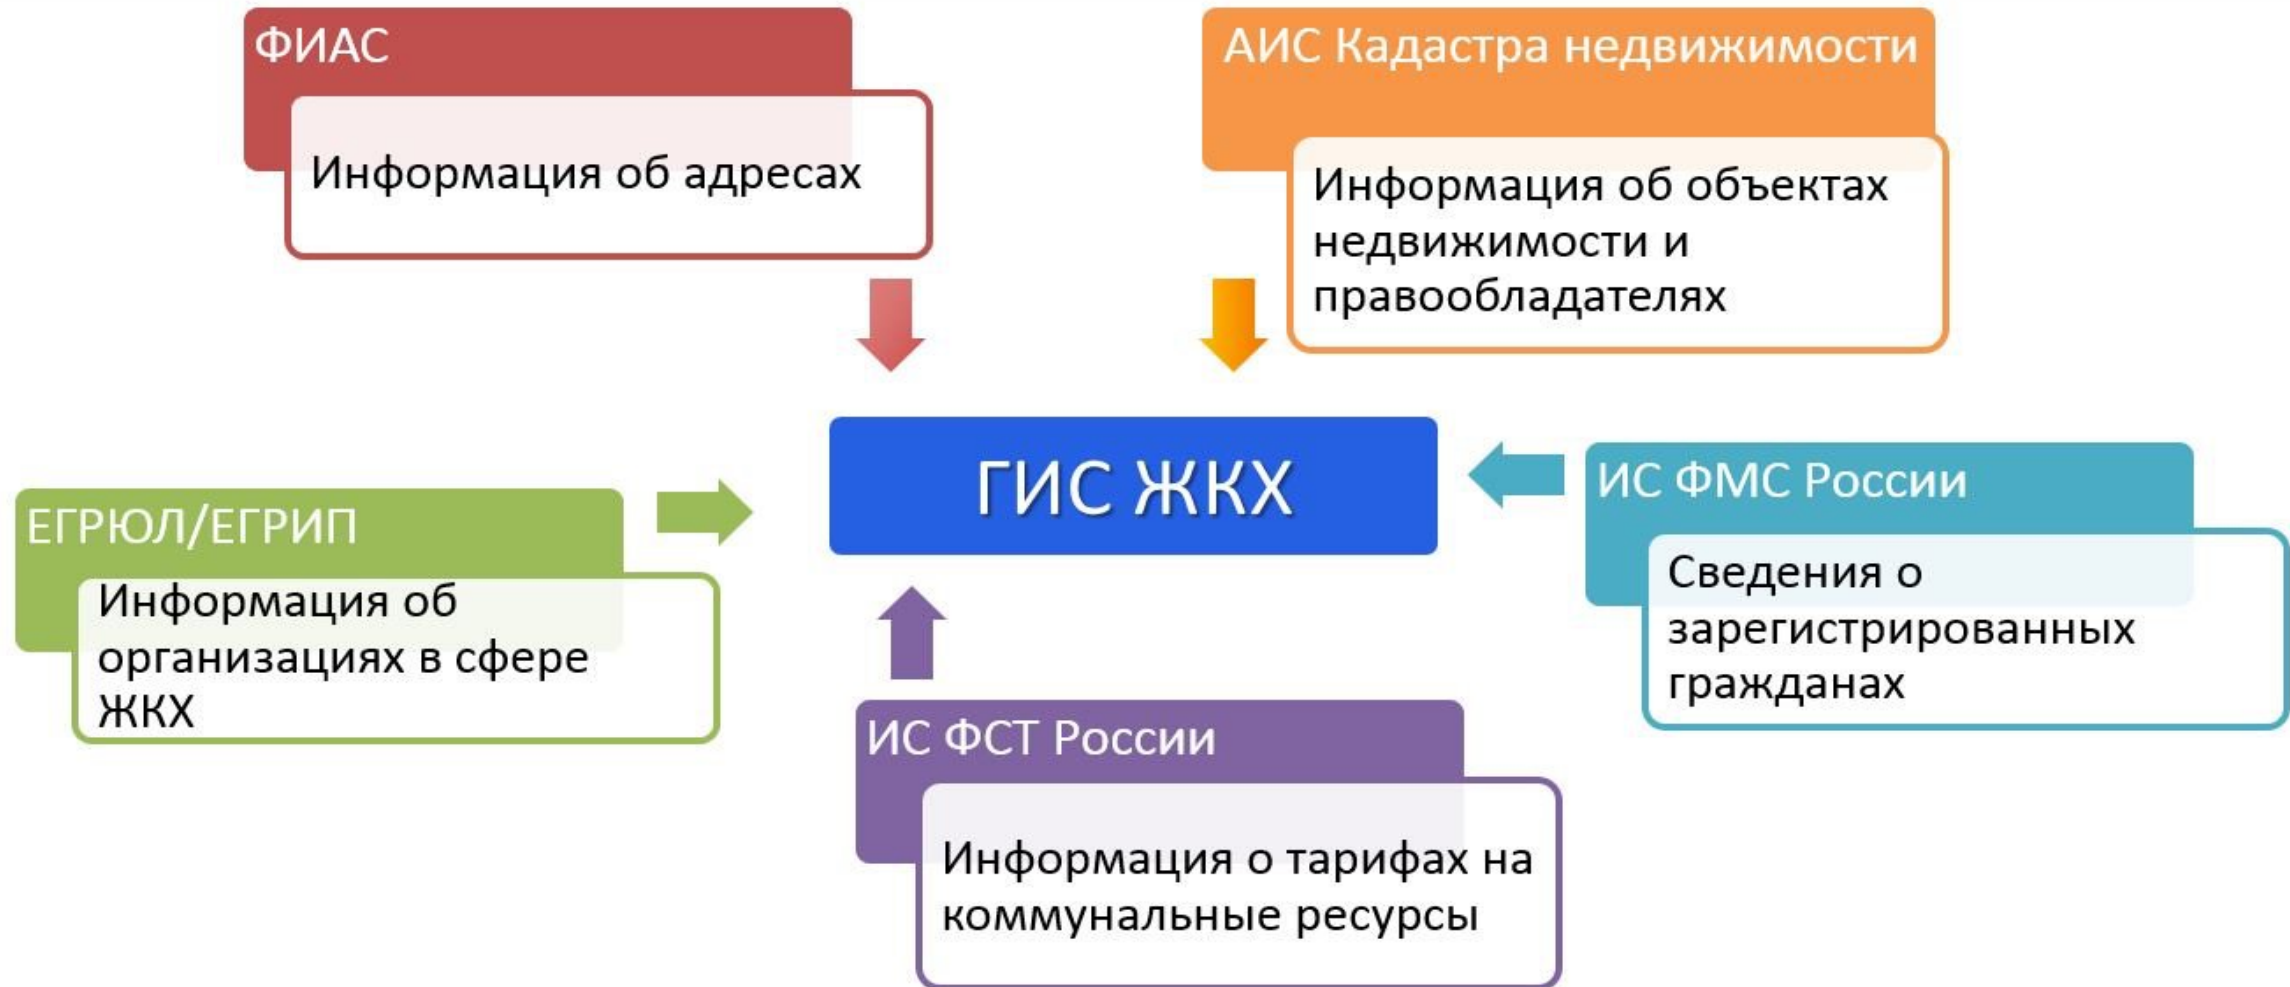 ФИАС
Информация об адресах
АИС Кадастра недвижимости
Информация об объектах
недвижимости и
правообладателях
ГИС ЖКХ
ЕГРЮЛ/ЕГРИП
Информация об
организациях в сфере
ЖКХ
ИС ФМС России
Сведения о
зарегистрированных
гражданах
ИС ФСТ России
Информация о тарифах на
коммунальные ресурсы